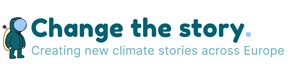 Change the story.
Creating new climate stories across Europe